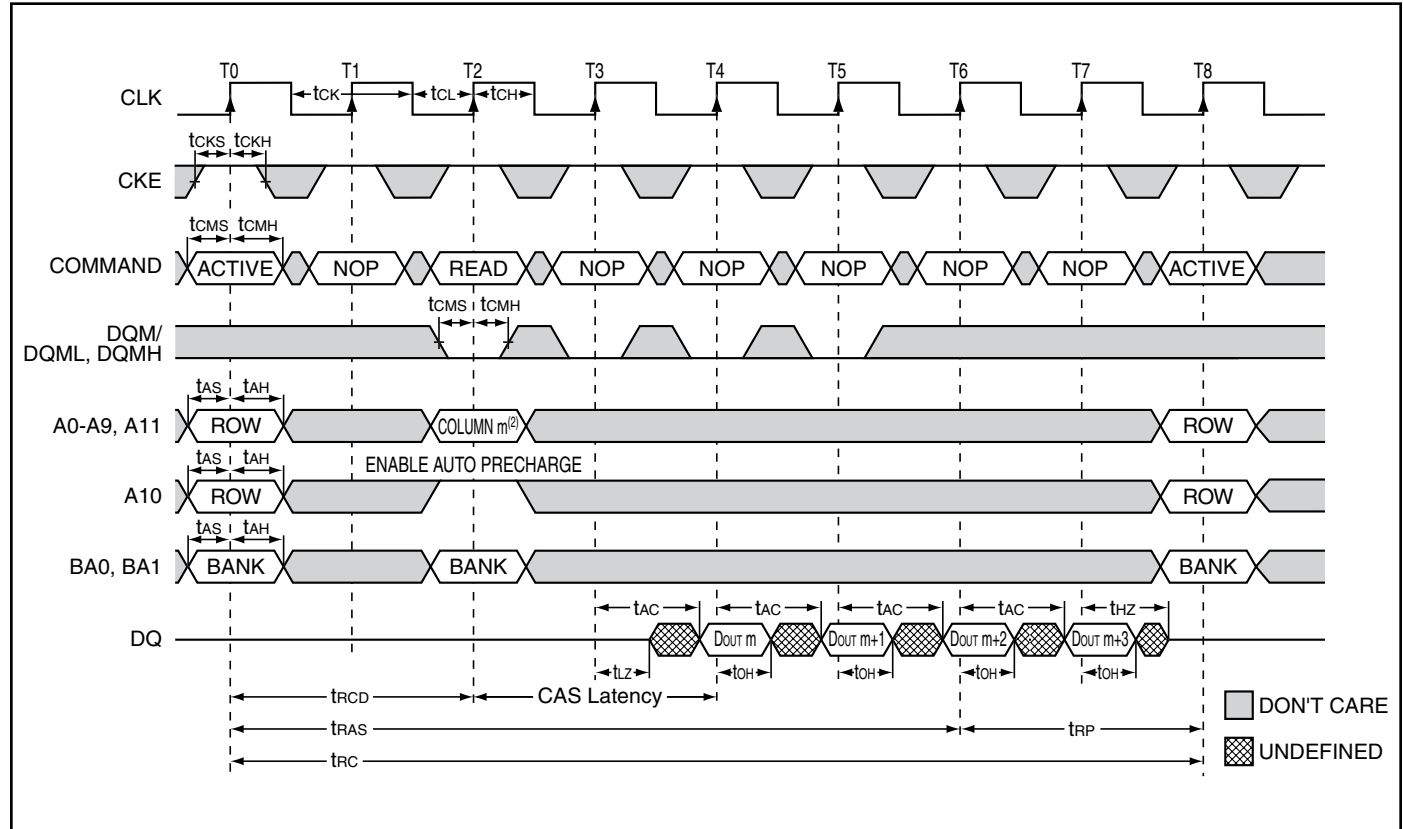 T0 T1 T2 T3 T4 T5 T6 T7 T8
CLK tCK tCL tCH
tCKS tCKH
CKE
tCMS tCMH
COMMAND ACTIVE NOP READ NOP NOP NOP NOP NOP ACTIVE
tCMS tCMH
DQM/
DQML, DQMH
tAS tAH
A0-A9, A11 ROW COLUMN m(2) ROW
tAS tAH ENABLE AUTO PRECHARGE
A10 ROW ROW
tAS tAH
BA0, BA1 BANK BANK BANK
tAC tAC tAC tAC tHZ
DQ DOUT m DOUT m+1 DOUT m+2 DOUT m+3
tLZ tOH tOH tOH tOH
tRCD CAS Latency
DON'T CARE
tRAS tRP
UNDEFINED
tRC